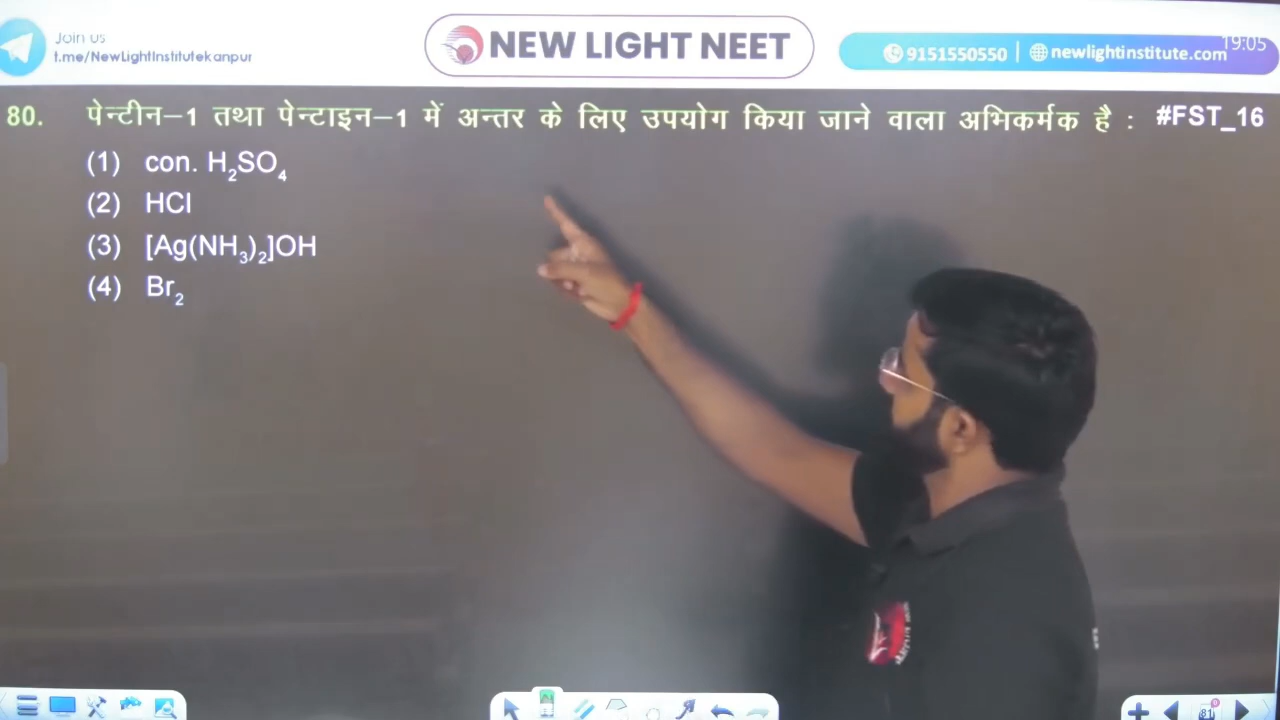 Join us
t.me/NewLightInstitutekanpur
NEW LIGHT NEET
9151550550 | newlightinstitute.com
19:05
80. पेन्टीन–1 तथा पेन्टाइन–1 में अन्तर के लिए उपयोग किया जाने वाला अभिकर्मक है : #FST_16
(1) con. H₂SO₄
(2) HCl
(3) [Ag(NH₃)₂]OH
(4) Br₂
81